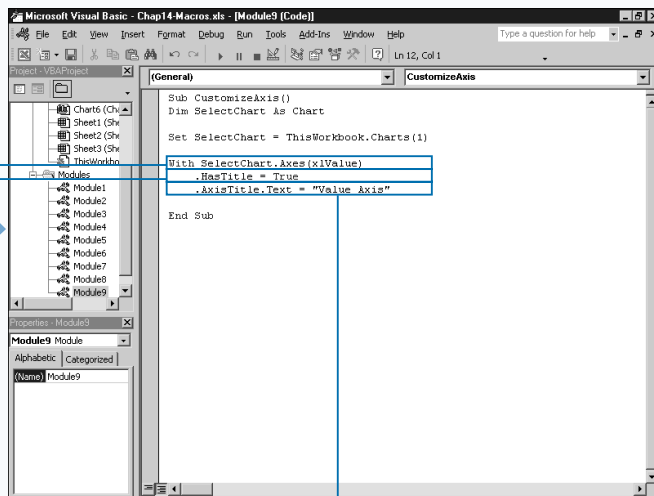 Microsoft Visual Basic - Chap14-Macros.xls - [Module9 (Code)]
File Edit View Insert Format Debug Run Tools Add-Ins Window Help
Type a question for help
Ln 12, Col 1
Project - VBAProject
(General)
CustomizeAxis
Chart6 (Cha
Sheet1 (She
Sheet2 (She
Sheet3 (She
ThisWorkbo
Modules
Module1
Module2
Module3
Module4
Module5
Module6
Module7
Module8
Module9
Sub CustomizeAxis()
Dim SelectChart As Chart
Set SelectChart = ThisWorkbook.Charts(1)
With SelectChart.Axes(xlValue)
.HasTitle = True
.AxisTitle.Text = "Value Axis"
End Sub
Properties - Module9
Module9 Module
Alphabetic Categorized
(Name) Module9